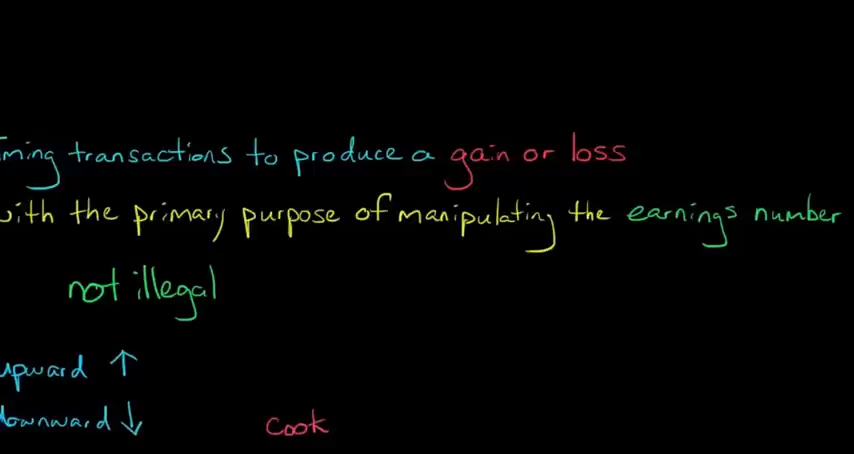 ming transactions to produce a gain or loss
with the primary purpose of manipulating the earnings number
not illegal
upward ↑
downward ↓ cook